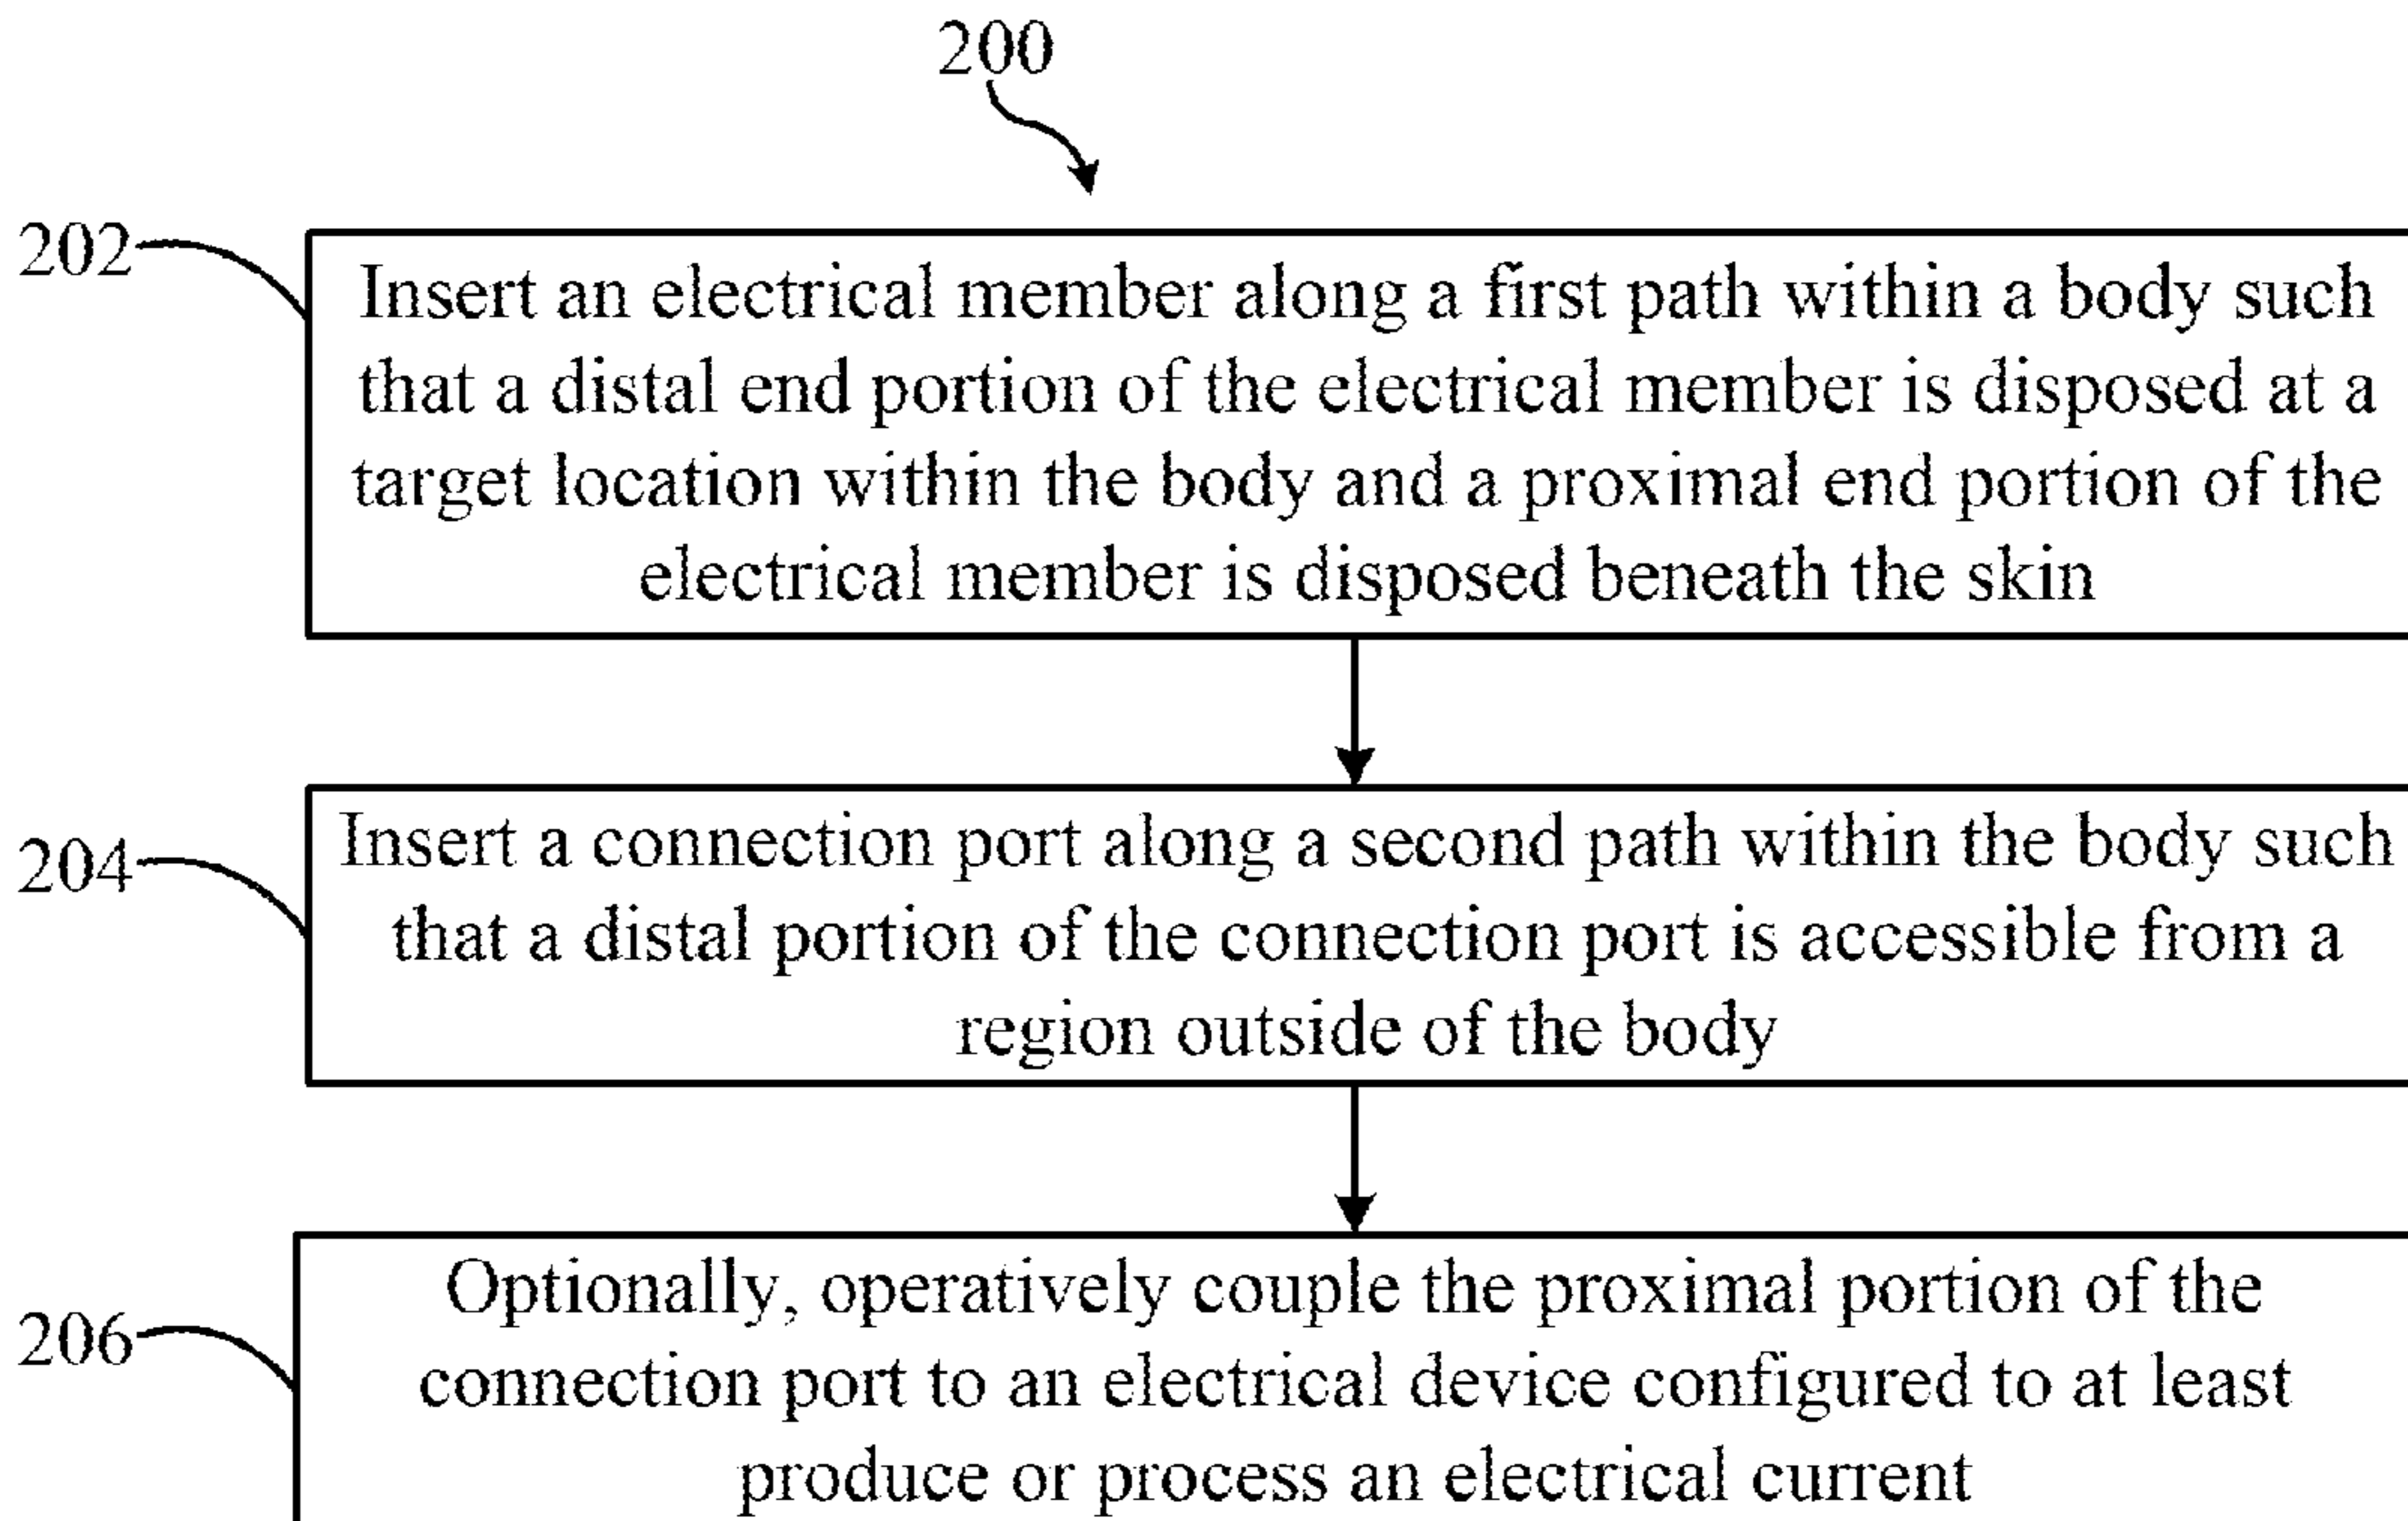 200
202
Insert an electrical member along a first path within a body such
that a distal end portion of the electrical member is disposed at a
target location within the body and a proximal end portion of the
electrical member is disposed beneath the skin
204
Insert a connection port along a second path within the body such
that a distal portion of the connection port is accessible from a
region outside of the body
206
Optionally, operatively couple the proximal portion of the
connection port to an electrical device configured to at least
produce or process an electrical current